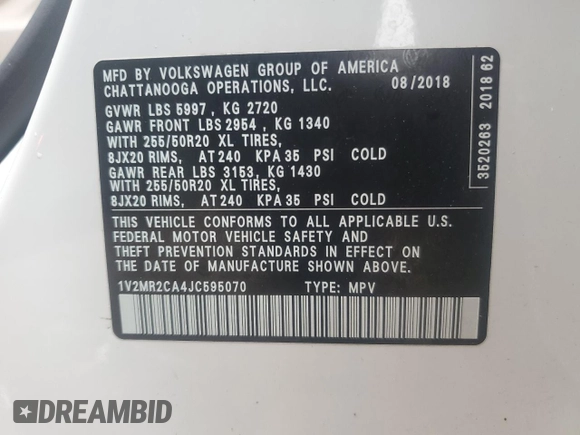 MFD BY VOLKSWAGEN GROUP OF AMERICA
CHATTANOOGA OPERATIONS, LLC. 08/2018
GVWR LBS 5997 , KG 2720
GAWR FRONT LBS 2954 , KG 1340
WITH 255/50R20 XL TIRES,
8JX20 RIMS, AT 240 KPA 35 PSI COLD
GAWR REAR LBS 3153, KG 1430
WITH 255/50R20 XL TIRES,
8JX20 RIMS, AT 240 KPA 35 PSI COLD
THIS VEHICLE CONFORMS TO ALL APPLICABLE U.S.
FEDERAL MOTOR VEHICLE SAFETY AND
THEFT PREVENTION STANDARDS IN EFFECT ON
THE DATE OF MANUFACTURE SHOWN ABOVE.
1V2MR2CA4JC595070 TYPE: MPV
3520263 2018 62
DREAMBID